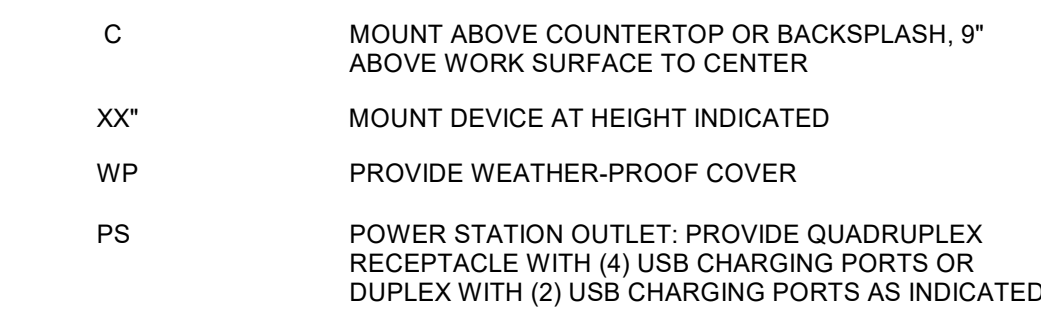 C MOUNT ABOVE COUNTERTOP OR BACKSPLASH, 9"
ABOVE WORK SURFACE TO CENTER
XX" MOUNT DEVICE AT HEIGHT INDICATED
WP PROVIDE WEATHER-PROOF COVER
PS POWER STATION OUTLET: PROVIDE QUADRUPLEX
RECEPTACLE WITH (4) USB CHARGING PORTS OR
DUPLEX WITH (2) USB CHARGING PORTS AS INDICATED